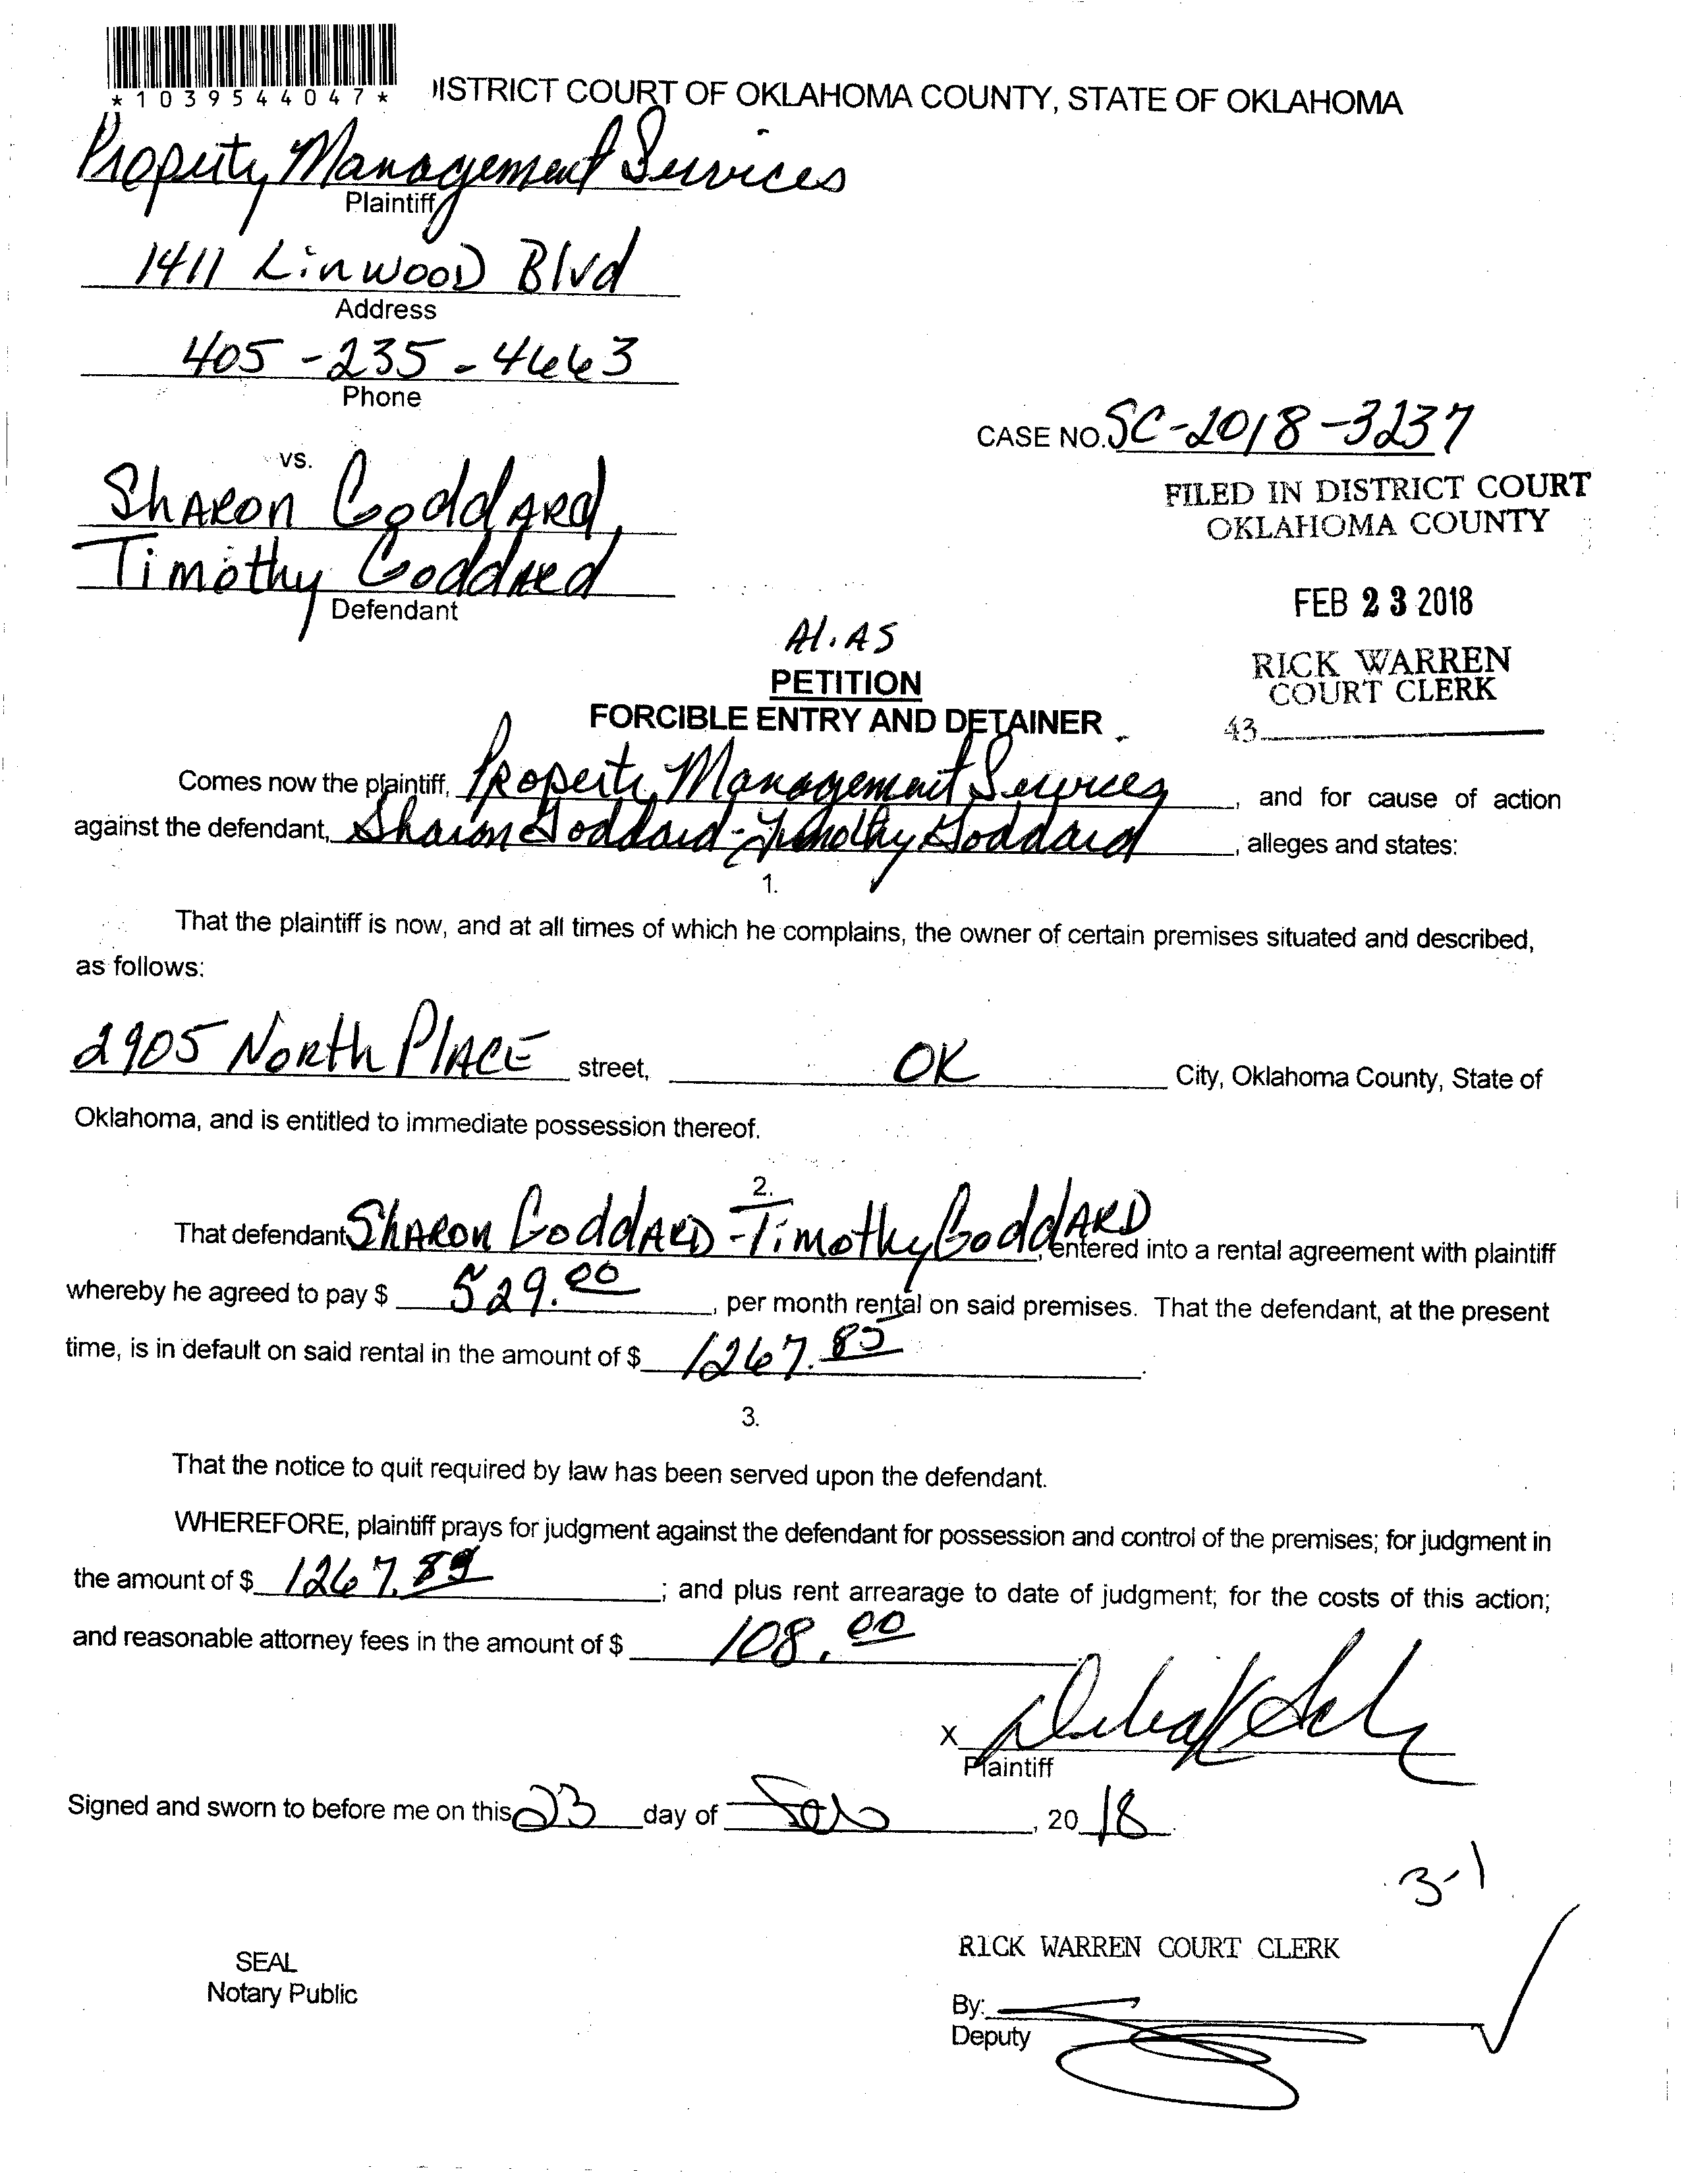 *1039544047*
ISTRICT COURT OF OKLAHOMA COUNTY, STATE OF OKLAHOMA
Property Management Services
Plaintiff
1411 Linwood Blvd
Address
405-235-4663
Phone
CASE NO. SC-2018-3237
vs.
FILED IN DISTRICT COURT
OKLAHOMA COUNTY
Sharon Goddard,
Timothy Goddard
Defendant
FEB 23 2018
Alias
RICK WARREN
COURT CLERK
PETITION
FORCIBLE ENTRY AND DETAINER
43
Comes now the plaintiff, Property Management Services, and for cause of action
against the defendant, Sharon Goddard-Timothy Goddard, alleges and states:
1.
That the plaintiff is now, and at all times of which he complains, the owner of certain premises situated and described,
as follows:
2905 North Place street, OK City, Oklahoma County, State of
Oklahoma, and is entitled to immediate possession thereof.
2.
That defendant Sharon Goddard-Timothy Goddard, entered into a rental agreement with plaintiff
whereby he agreed to pay $ 529.00, per month rental on said premises. That the defendant, at the present
time, is in default on said rental in the amount of $ 1267.85.
3.
That the notice to quit required by law has been served upon the defendant.
WHEREFORE, plaintiff prays for judgment against the defendant for possession and control of the premises; for judgment in
the amount of $ 1267.89; and plus rent arrearage to date of judgment; for the costs of this action;
and reasonable attorney fees in the amount of $ 108.00
X
Plaintiff
Signed and sworn to before me on this 23 day of Feb, 2018.
3-1
RICK WARREN COURT CLERK
SEAL
Notary Public
By:
Deputy